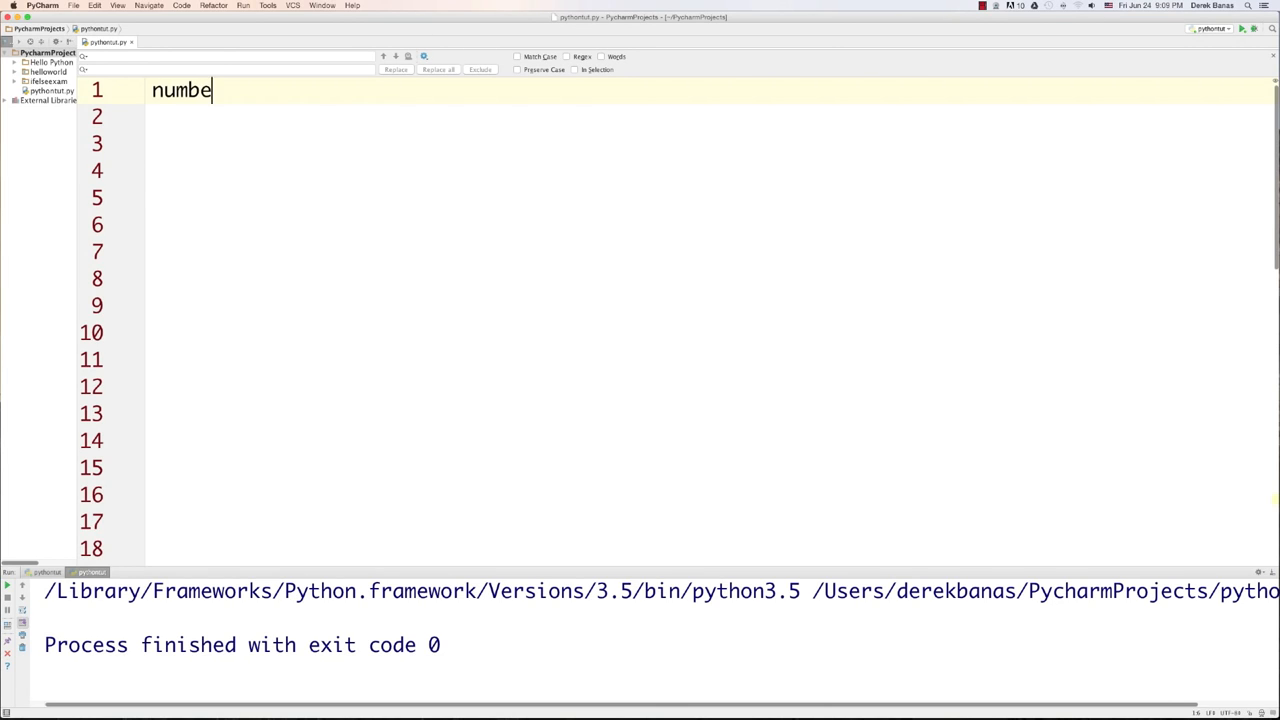 PyCharm File Edit View Navigate Code Refactor Run Tools VCS Window Help
10 Fri Jun 24 9:09 PM Derek Banas
pythontut.py - PycharmProjects - [~/PycharmProjects]
PycharmProjects pythontut.py
pythontut
pythontut.py ×
PycharmProject
Hello Python
helloworld
ifelseexam
pythontut.py
External Librarie
Match Case Regex Words
Replace Replace all Exclude Preserve Case In Selection
1 numbe
2
3
4
5
6
7
8
9
10
11
12
13
14
15
16
17
18
Run: pythontut pythontut
/Library/Frameworks/Python.framework/Versions/3.5/bin/python3.5 /Users/derekbanas/PycharmProjects/pytho
Process finished with exit code 0
1:6 LF÷ UTF-8÷